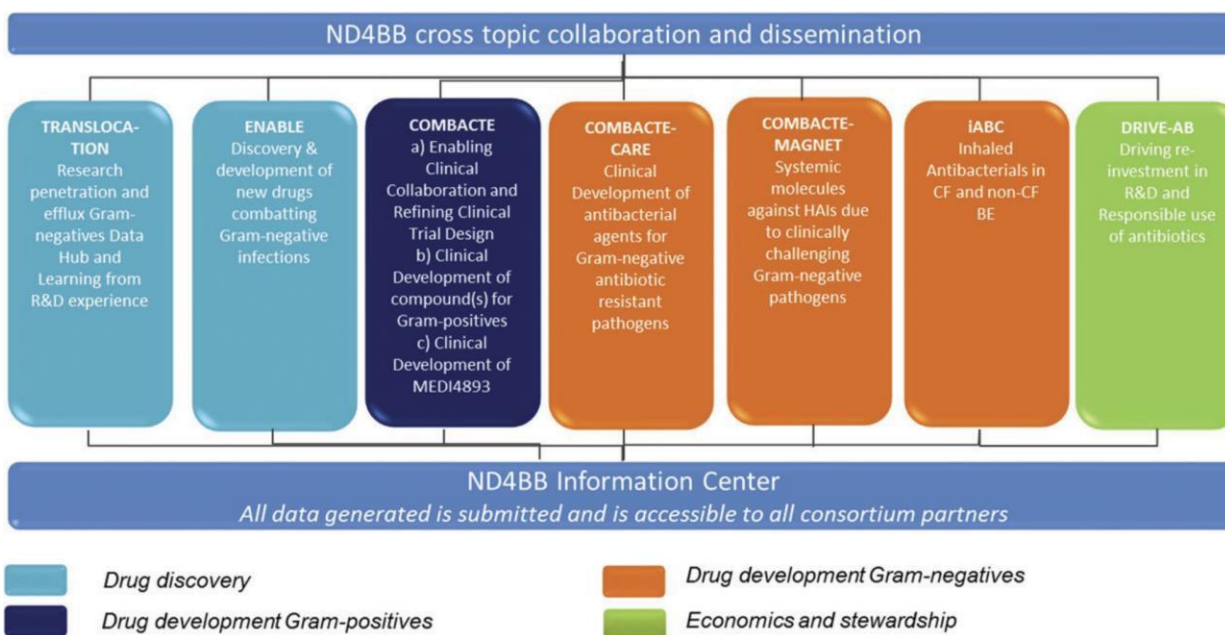 ND4BB cross topic collaboration and dissemination
TRANSLOCA-
TION
Research
penetration and
efflux Gram-
negatives Data
Hub and
Learning from
R&D experience
ENABLE
Discovery &
development of
new drugs
combatting
Gram-negative
infections
COMBACTE
a) Enabling
Clinical
Collaboration and
Refining Clinical
Trial Design
b) Clinical
Development of
compound(s) for
Gram-positives
c) Clinical
Development of
MEDI4893
COMBACTE-
CARE
Clinical
Development of
antibacterial
agents for
Gram-negative
antibiotic
resistant
pathogens
COMBACTE-
MAGNET
Systemic
molecules
against HAIs due
to clinically
challenging
Gram-negative
pathogens
iABC
Inhaled
Antibacterials in
CF and non-CF
BE
DRIVE-AB
Driving re-
investment in
R&D and
Responsible use
of antibiotics
ND4BB Information Center
All data generated is submitted and is accessible to all consortium partners
Drug discovery
Drug development Gram-negatives
Drug development Gram-positives
Economics and stewardship